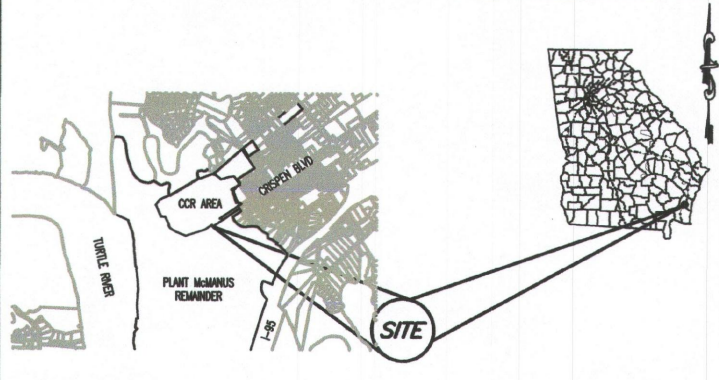 CCR AREA
CRISPEN BLVD
TURTLE RIVER
PLANT McMANUS
REMAINDER
I-95
SITE